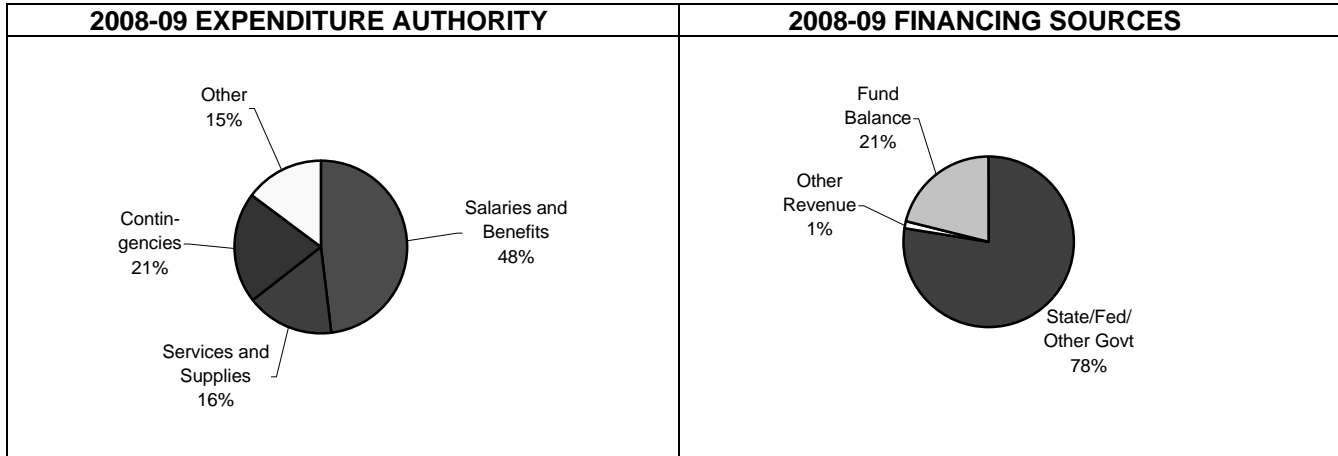 2008-09 EXPENDITURE AUTHORITY
Other
15%
Contin-
gencies
21%
Salaries and
Benefits
48%
Services and
Supplies
16%
2008-09 FINANCING SOURCES
Fund
Balance
21%
Other
Revenue
1%
State/Fed/
Other Govt
78%